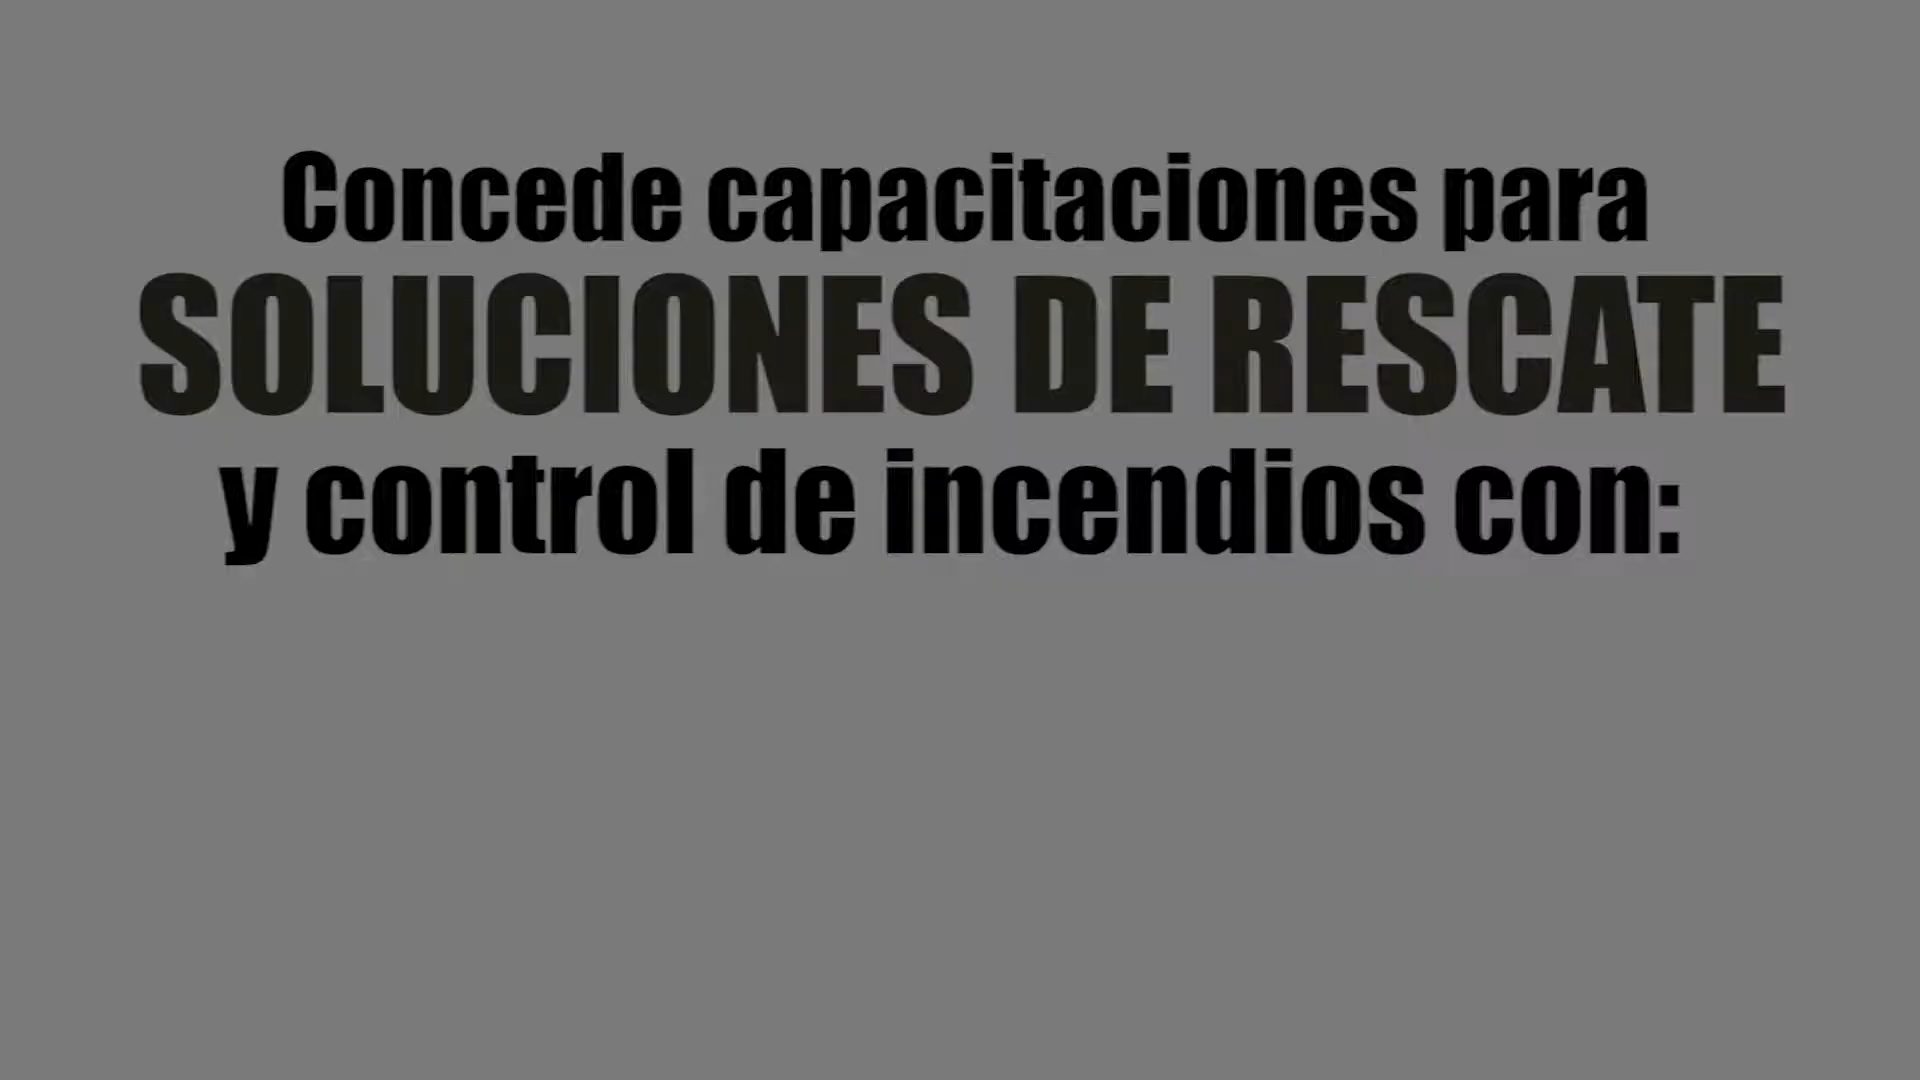 Concede capacitaciones para
SOLUCIONES DE RESCATE
y control de incendios con: